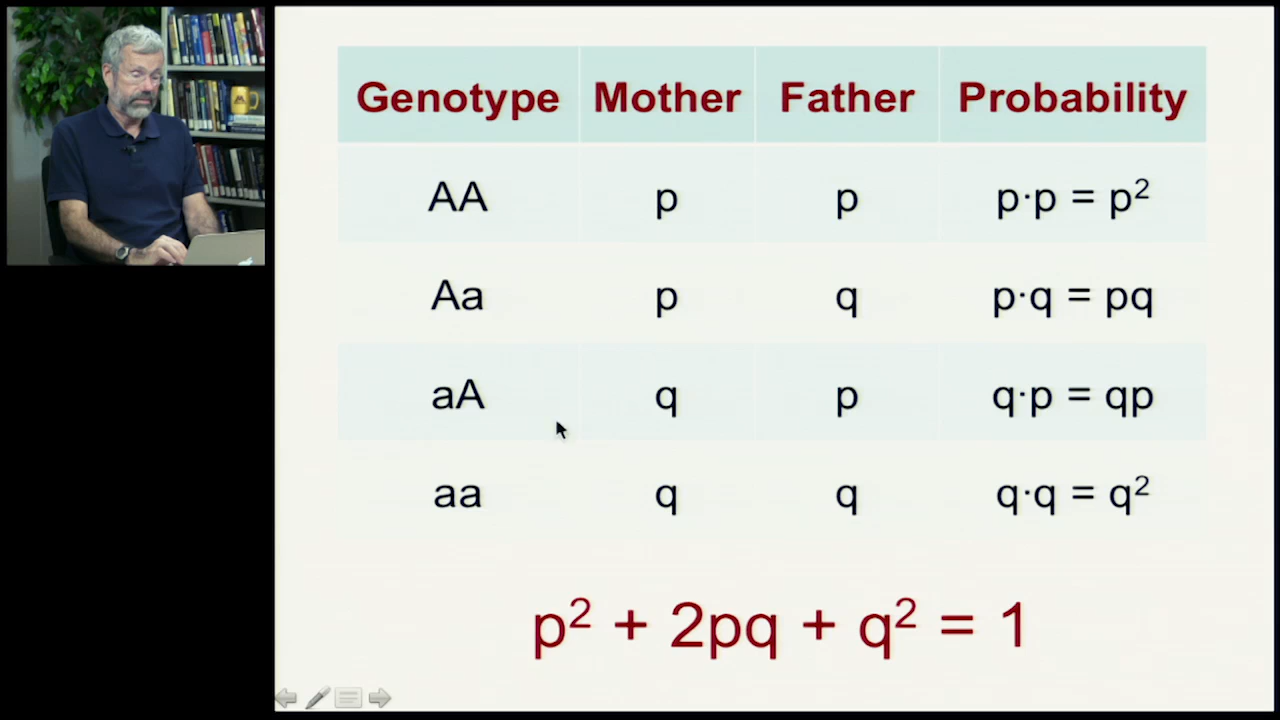 Genotype Mother Father Probability
AA p p p·p = p²
Aa p q p·q = pq
aA q p q·p = qp
aa q q q·q = q²
p² + 2pq + q² = 1